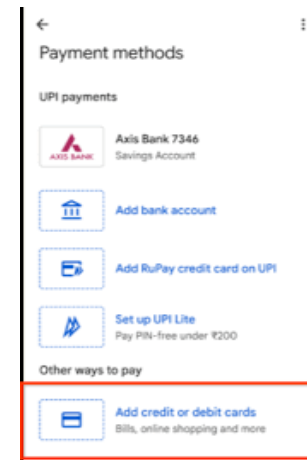 Payment methods
UPI payments
AXIS BANK
Axis Bank 7346
Savings Account
Add bank account
Add RuPay credit card on UPI
Set up UPI Lite
Pay PIN-free under ₹200
Other ways to pay
Add credit or debit cards
Bills, online shopping and more